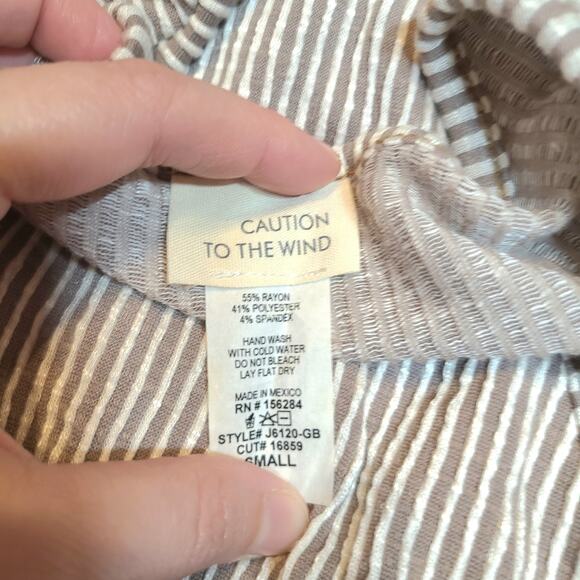 CAUTION
TO THE WIND
55% RAYON
41% POLYESTER
4% SPANDEX
HAND WASH
WITH COLD WATER
DO NOT BLEACH
LAY FLAT DRY
MADE IN MEXICO
RN # 156284
STYLE# J6120-GB
CUT# 16859
SMALL